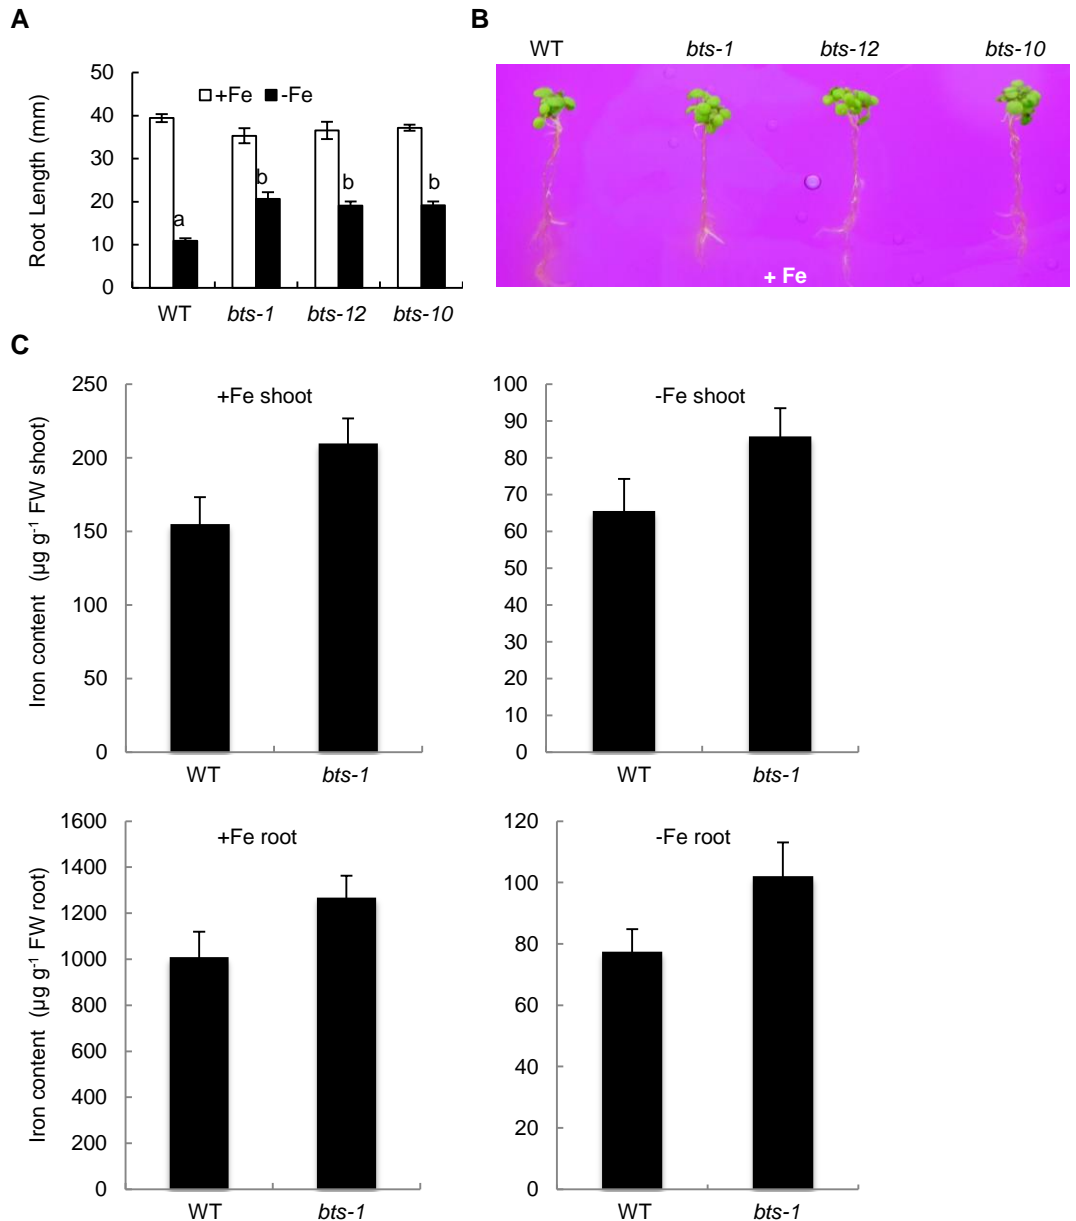 A
Root Length (mm)
50
40
30
20
10
0
+Fe -Fe
a
b
b
b
WT bts-1 bts-12 bts-10
B
WT bts-1 bts-12 bts-10
+ Fe
C
Iron content (µg g-1 FW shoot)
250
200
150
100
50
0
+Fe shoot
WT bts-1
100
90
80
70
60
50
40
30
20
10
0
-Fe shoot
WT bts-1
Iron content (µg g-1 FW root)
1600
1400
1200
1000
800
600
400
200
0
+Fe root
WT bts-1
120
100
80
60
40
20
0
-Fe root
WT bts-1